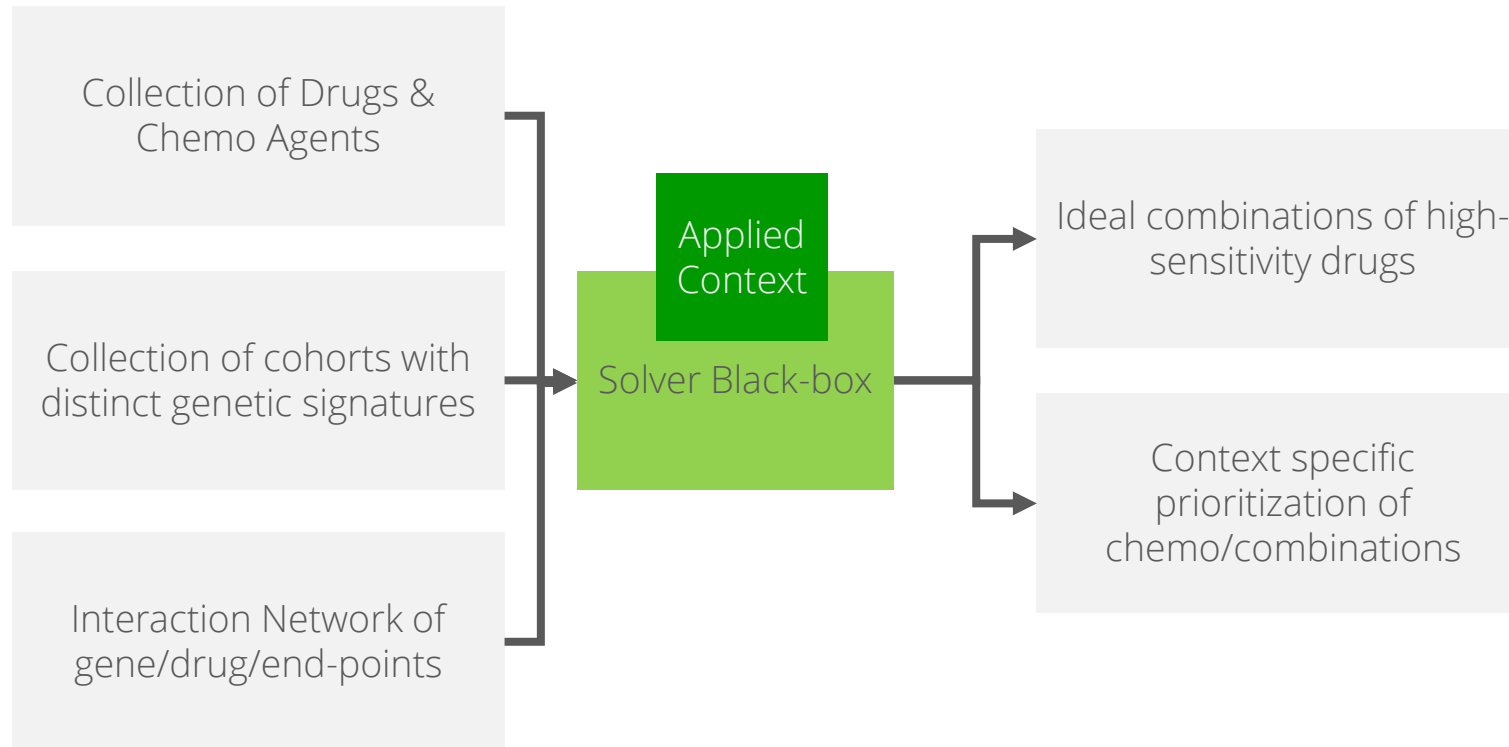 Collection of Drugs &
Chemo Agents
Collection of cohorts with
distinct genetic signatures
Interaction Network of
gene/drug/end-points
Applied
Context
Solver Black-box
Ideal combinations of high-
sensitivity drugs
Context specific
prioritization of
chemo/combinations